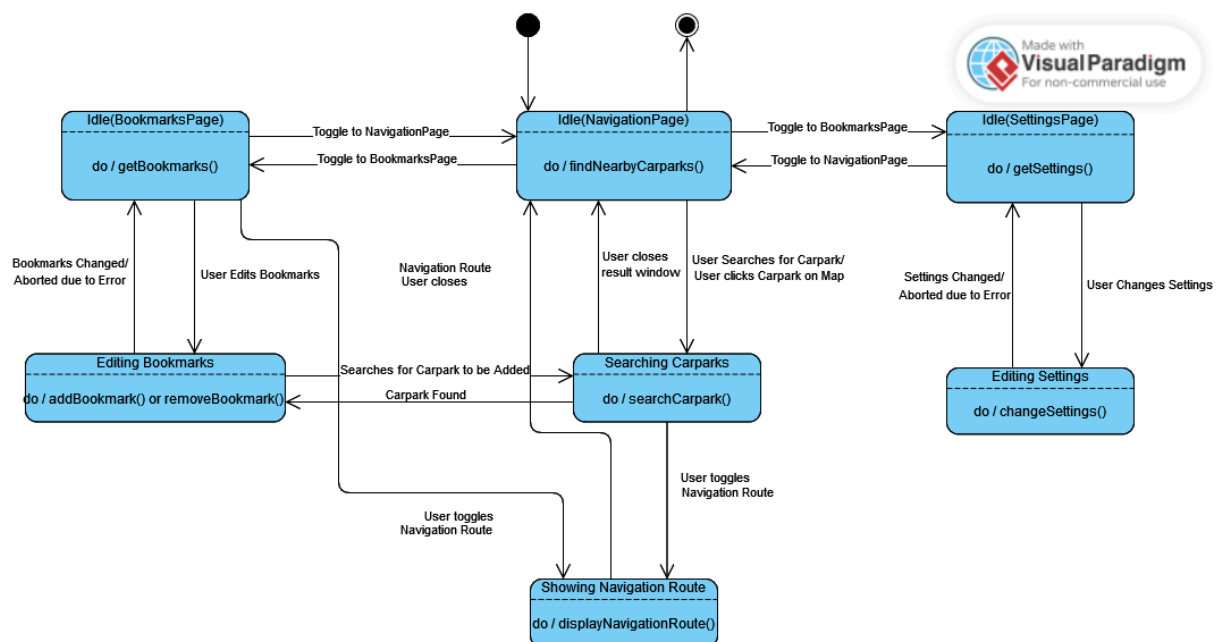 Made with
Visual Paradigm
For non-commercial use
Idle(BookmarksPage)
do / getBookmarks()
Toggle to NavigationPage
Toggle to BookmarksPage
Idle(NavigationPage)
do / findNearbyCarparks()
Toggle to BookmarksPage
Toggle to NavigationPage
Idle(SettingsPage)
do / getSettings()
Bookmarks Changed/
Aborted due to Error
User Edits Bookmarks
Navigation Route
User closes
User closes
result window
User Searches for Carpark/
User clicks Carpark on Map
Settings Changed/
Aborted due to Error
User Changes Settings
Editing Bookmarks
do / addBookmark() or removeBookmark()
Searches for Carpark to be Added
Carpark Found
Searching Carparks
do / searchCarpark()
Editing Settings
do / changeSettings()
User toggles
Navigation Route
User toggles
Navigation Route
Showing Navigation Route
do / displayNavigationRoute()